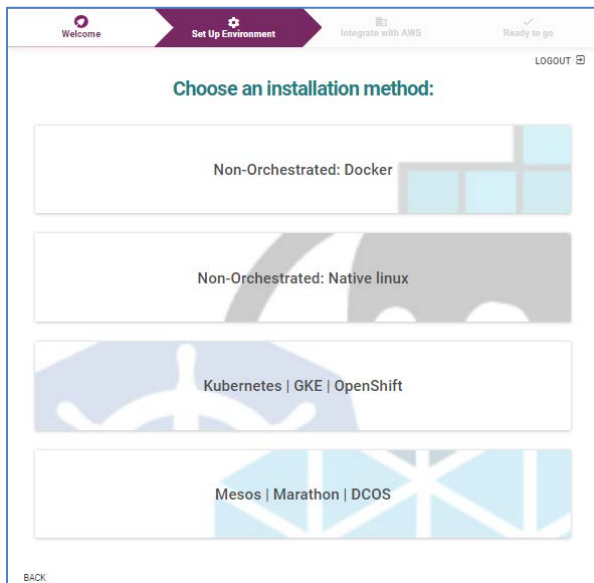 Welcome
Set Up Environment
Integrate with AWS
Ready to go
LOGOUT
Choose an installation method:
Non-Orchestrated: Docker
Non-Orchestrated: Native linux
Kubernetes | GKE | OpenShift
Mesos | Marathon | DCOS
BACK